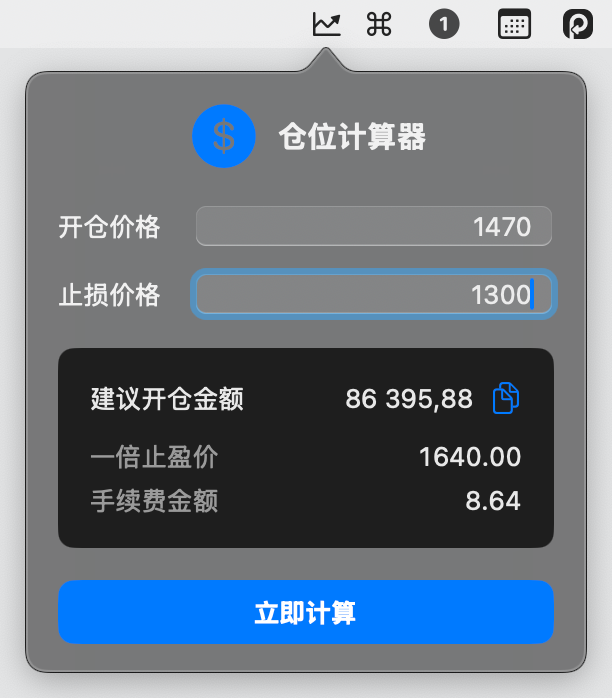 1
$ 仓位计算器
开仓价格 1470
止损价格 1300
建议开仓金额 86 395,88
一倍止盈价 1640.00
手续费金额 8.64
立即计算